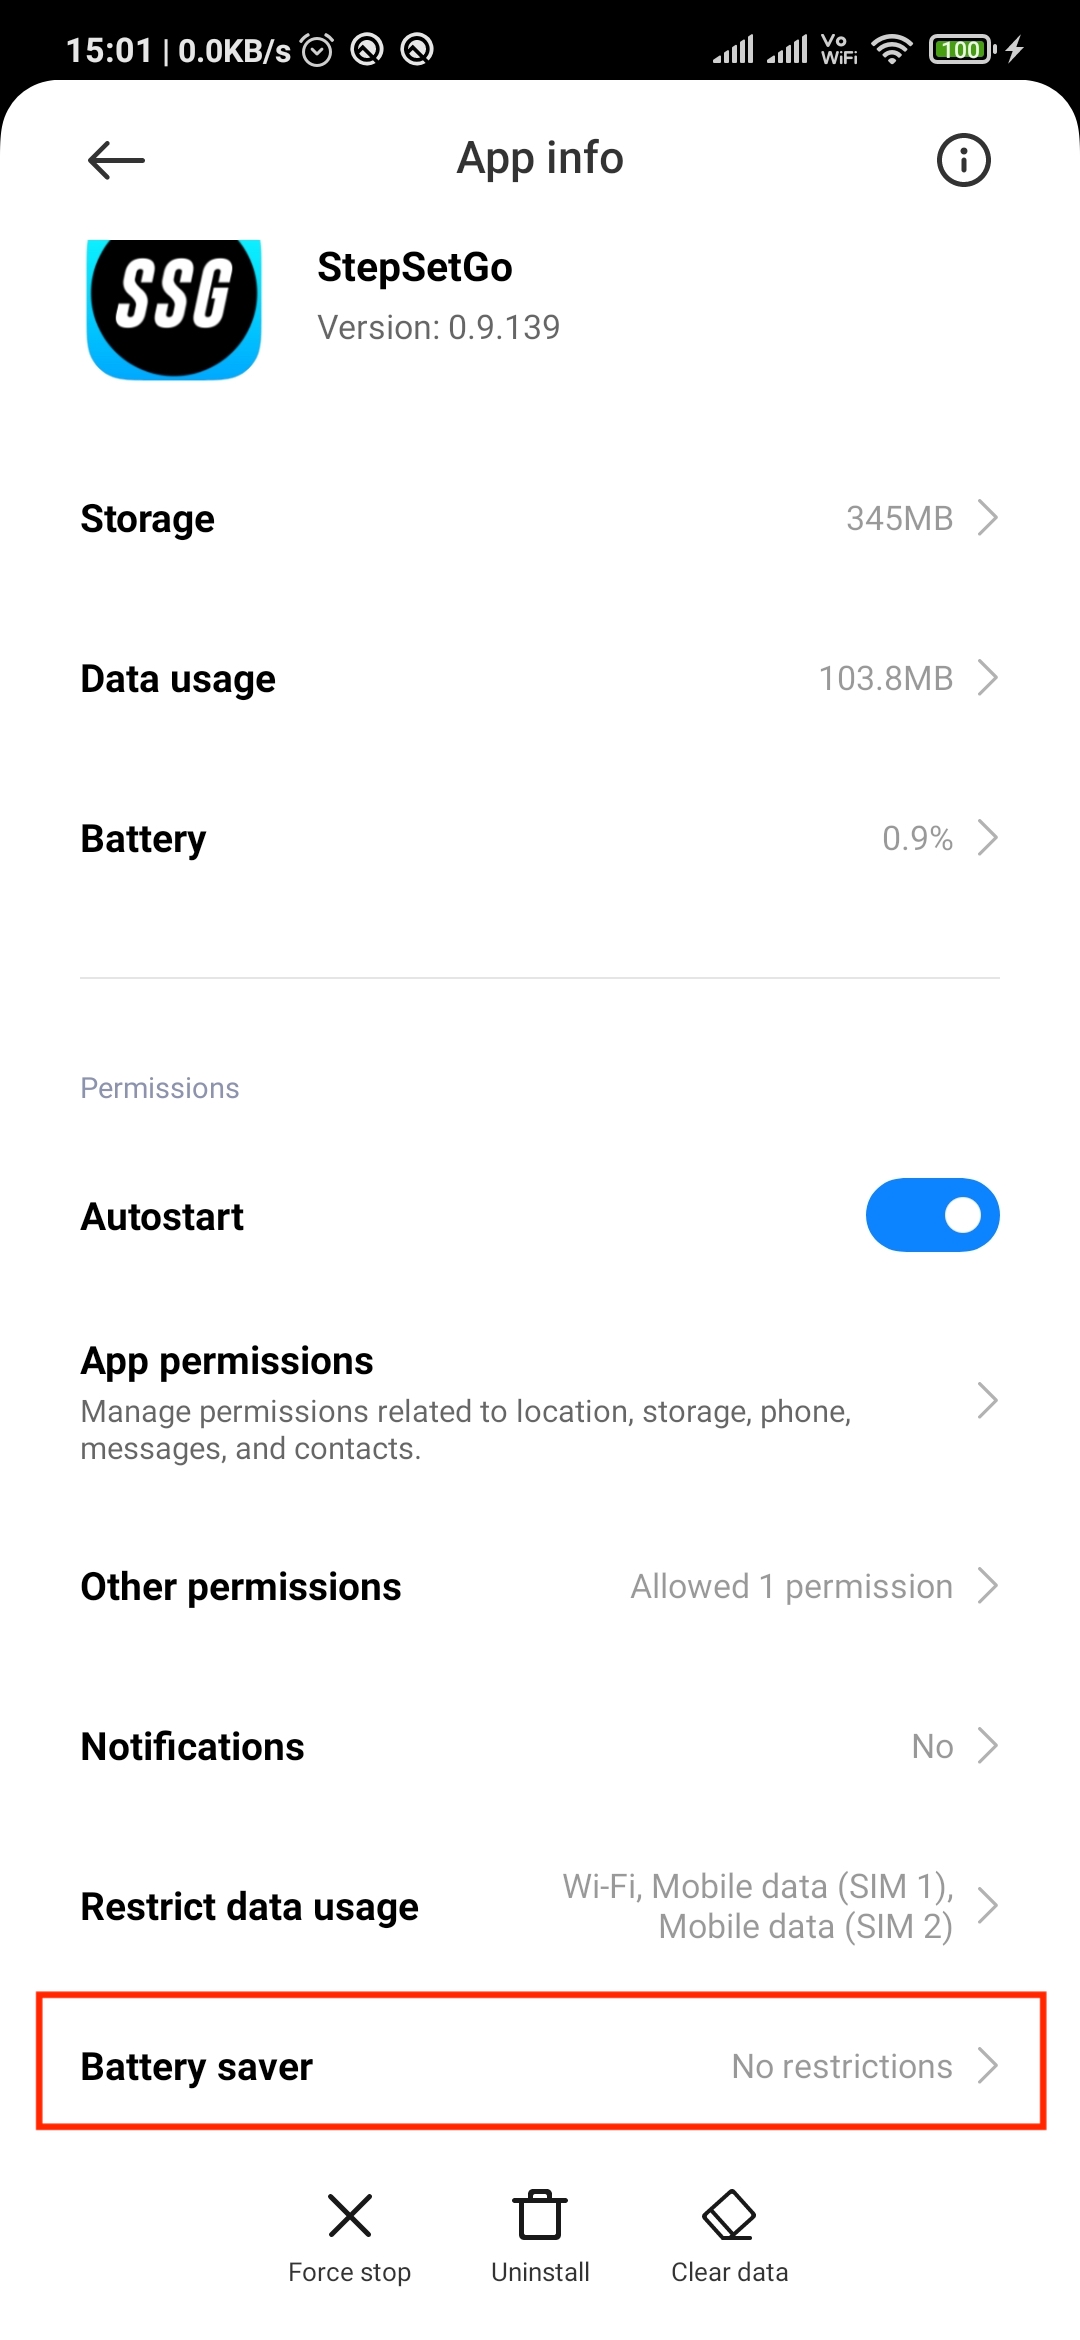 15:01 | 0.0KB/s
Vo WiFi
100
App info
SSG
StepSetGo
Version: 0.9.139
Storage 345MB
Data usage 103.8MB
Battery 0.9%
Permissions
Autostart
App permissions
Manage permissions related to location, storage, phone,
messages, and contacts.
Other permissions Allowed 1 permission
Notifications No
Restrict data usage Wi-Fi, Mobile data (SIM 1),
Mobile data (SIM 2)
Battery saver No restrictions
Force stop Uninstall Clear data